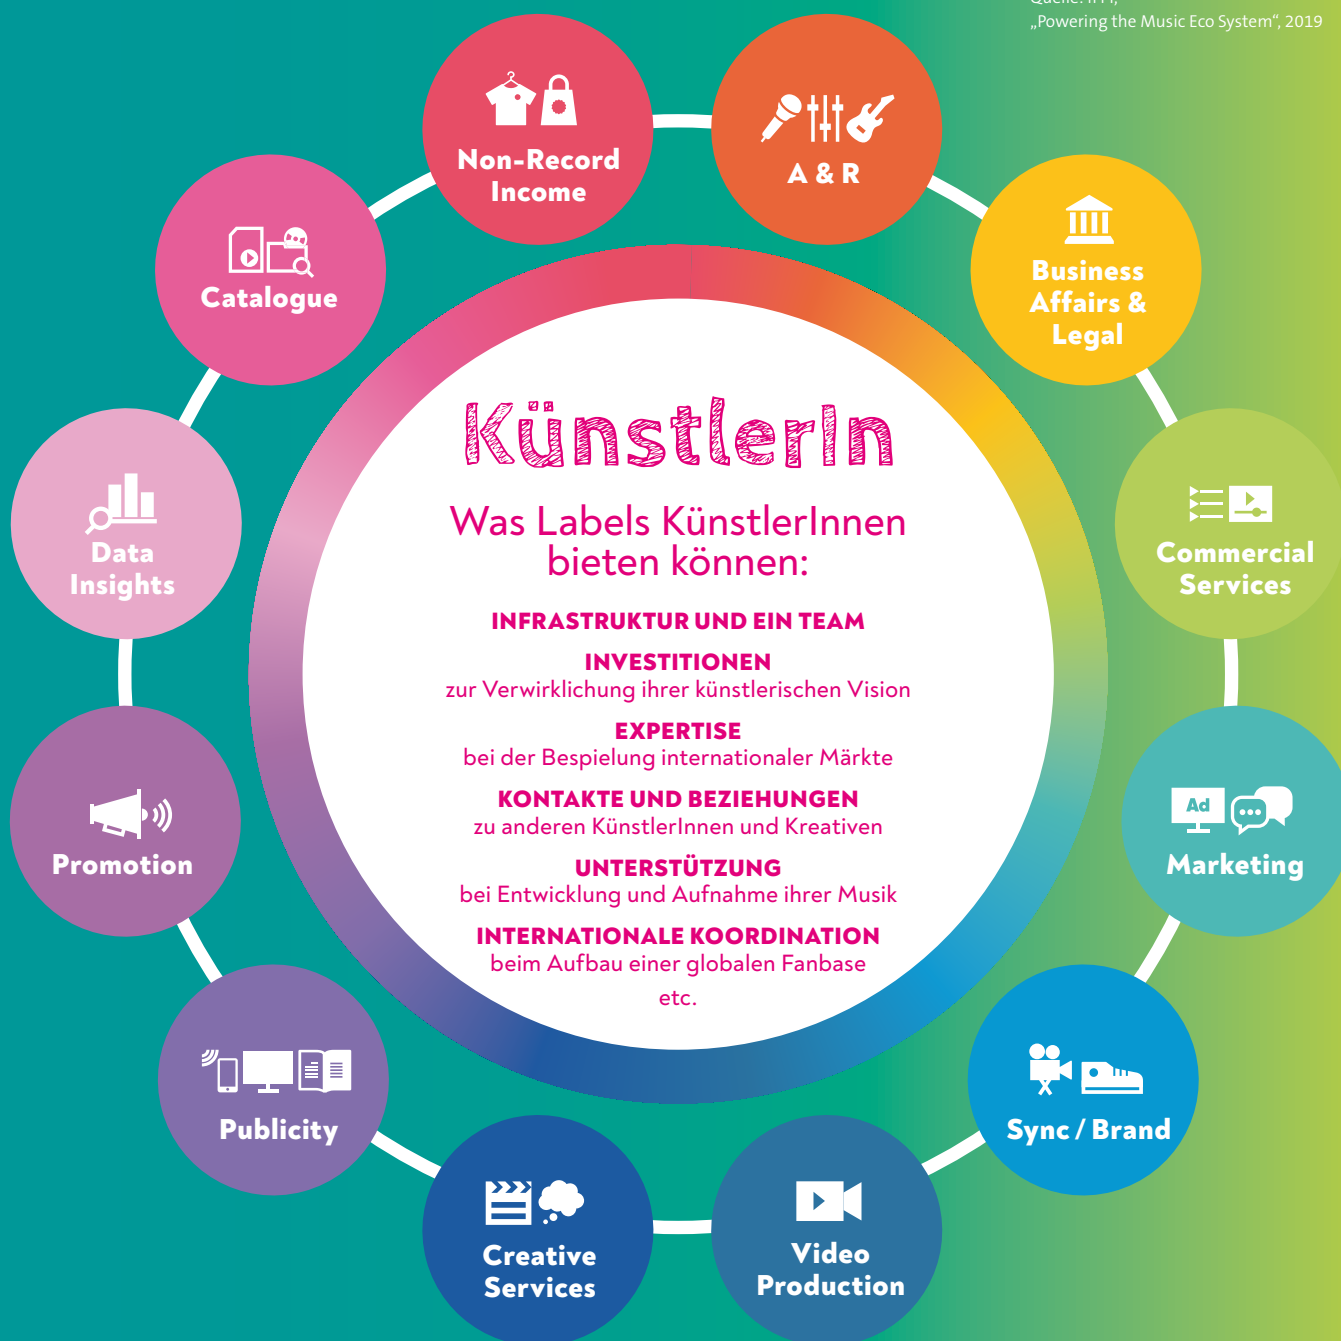 „Powering the Music Eco System“, 2019
Non-Record
Income
A & R
Business
Affairs &
Legal
Commercial
Services
Marketing
Ad
Sync / Brand
Video
Production
Creative
Services
Publicity
Promotion
Data
Insights
Catalogue
KünstlerIn
Was Labels KünstlerInnen
bieten können:
INFRASTRUKTUR UND EIN TEAM
INVESTITIONEN
zur Verwirklichung ihrer künstlerischen Vision
EXPERTISE
bei der Bespielung internationaler Märkte
KONTAKTE UND BEZIEHUNGEN
zu anderen KünstlerInnen und Kreativen
UNTERSTÜTZUNG
bei Entwicklung und Aufnahme ihrer Musik
INTERNATIONALE KOORDINATION
beim Aufbau einer globalen Fanbase
etc.